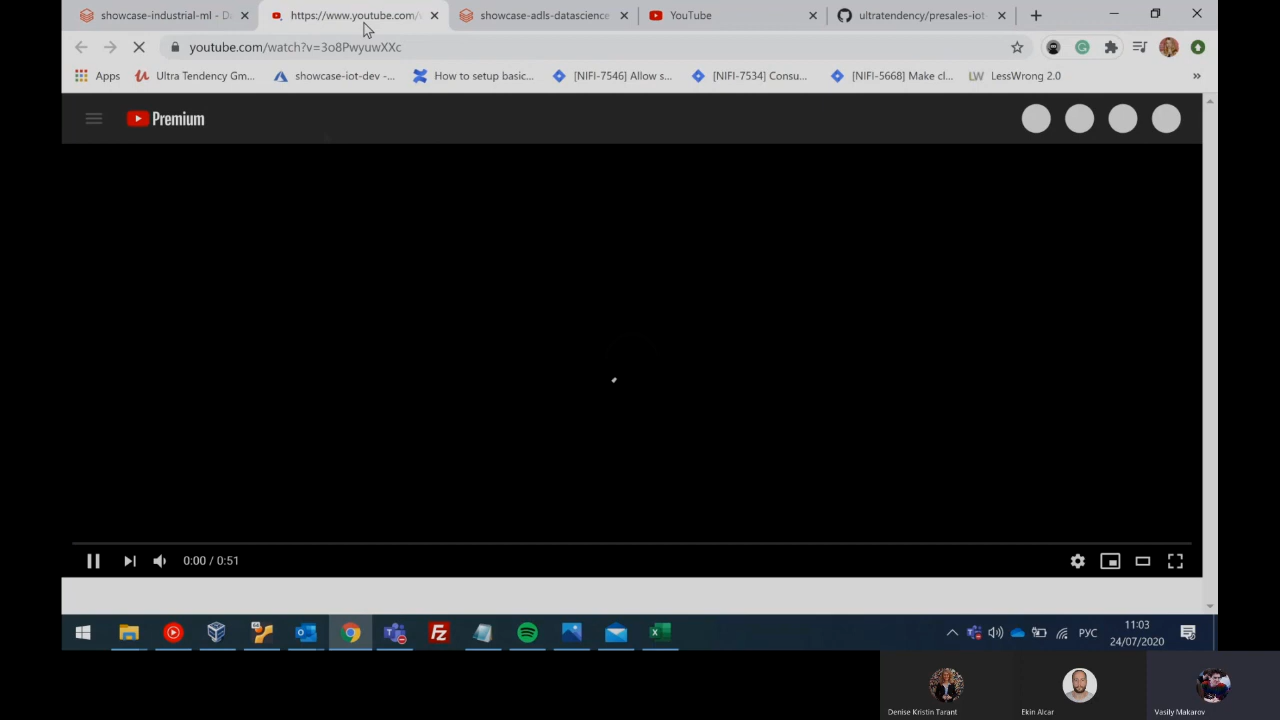 showcase-industrial-ml - Da
https://www.youtube.com/w
showcase-adls-datascience
YouTube
ultratendency/presales-iot-
youtube.com/watch?v=3o8PwyuwXXc
Apps
Ultra Tendency Gm...
showcase-iot-dev -...
How to setup basic...
[NIFI-7546] Allow s...
[NIFI-7534] Consu...
[NIFI-5668] Make cl...
LW
LessWrong 2.0
»
Premium
0:00 / 0:51
РУС
11:03
24/07/2020
Denise Kristin Tarant
Ekin Alcar
Vasily Makarov